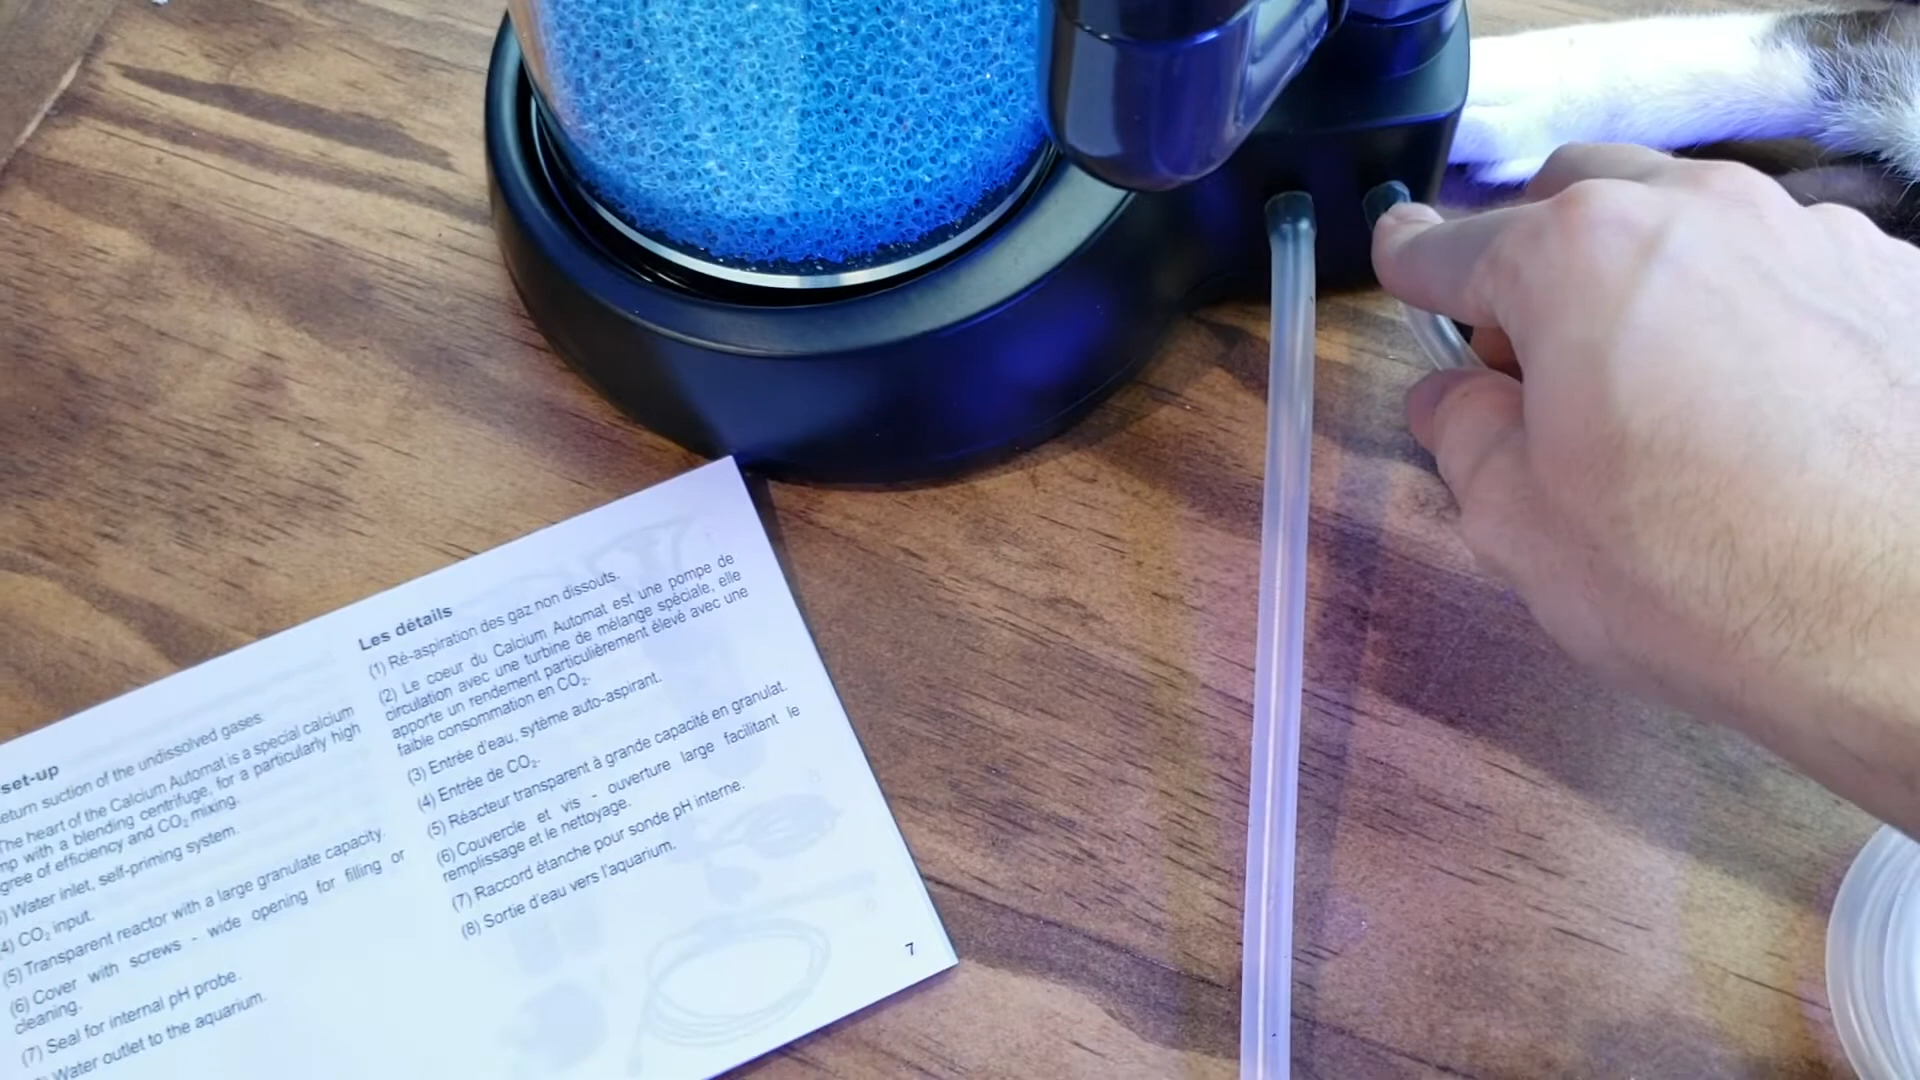 set-up
eturn suction of the undissolved gases.
The heart of the Calcium Automat is a special calcium
mp with a blending centrifuge, for a particularly high
gree of efficiency and CO₂ mixing.
) Water inlet, self-priming system.
4) CO₂ input.
(5) Transparent reactor with a large granulate capacity.
(6) Cover with screws - wide opening for filling or
cleaning.
(7) Seal for internal pH probe.
) Water outlet to the aquarium.
Les détails
(1) Ré-aspiration des gaz non dissouts.
(2) Le coeur du Calcium Automat est une pompe de
circulation avec une turbine de mélange spéciale, elle
apporte un rendement particulièrement élevé avec une
faible consommation en CO₂.
(3) Entrée d'eau, sytème auto-aspirant.
(4) Entrée de CO₂.
(5) Réacteur transparent à grande capacité en granulat.
(6) Couvercle et vis - ouverture large facilitant le
remplissage et le nettoyage.
(7) Raccord étanche pour sonde pH interne.
(8) Sortie d'eau vers l'aquarium.
7